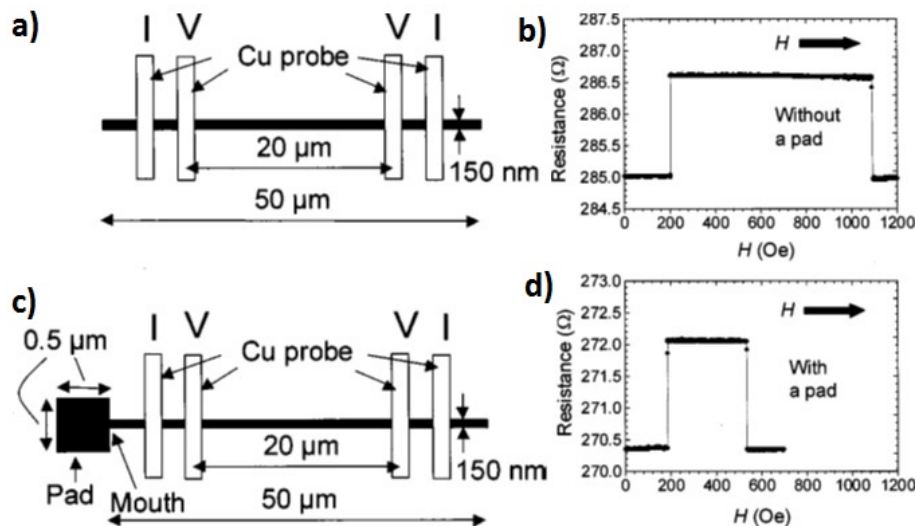 a)
I V V I
Cu probe
20 µm
150 nm
50 µm
b)
Resistance (Ω)
287.5
287.0
286.5
286.0
285.5
285.0
284.5
H
Without
a pad
0 200 400 600 800 1000 1200
H (Oe)
c)
I V V I
0.5 µm
Cu probe
20 µm
150 nm
Pad
Mouth
50 µm
d)
Resistance (Ω)
273.0
272.5
272.0
271.5
271.0
270.5
270.0
H
With
a pad
0 200 400 600 800 1000 1200
H (Oe)